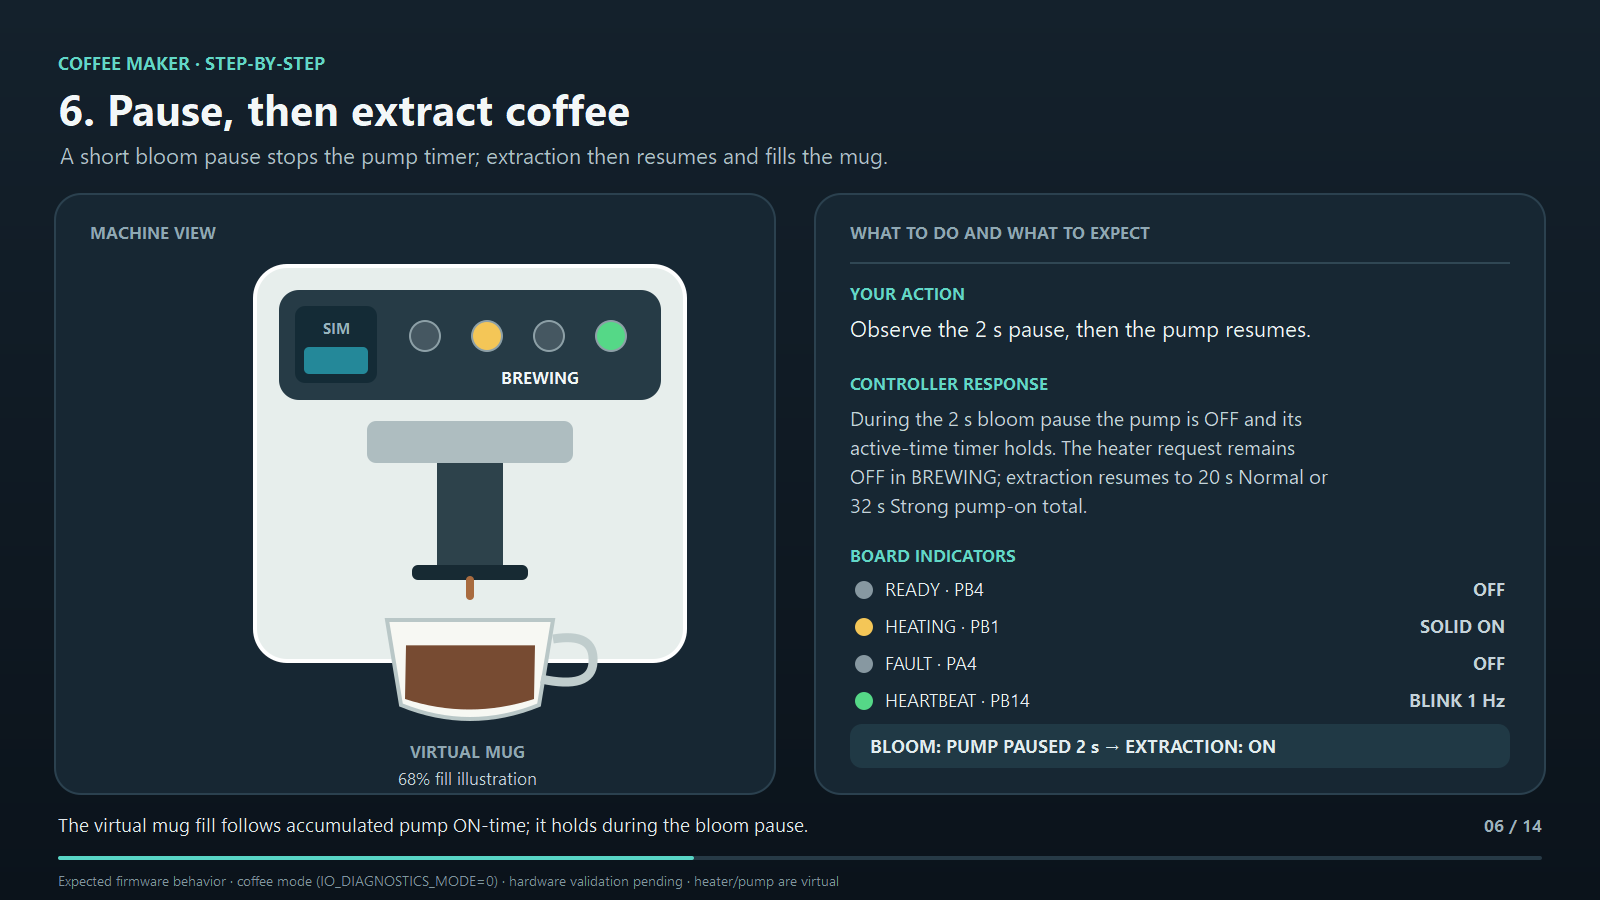 COFFEE MAKER · STEP-BY-STEP
6. Pause, then extract coffee
A short bloom pause stops the pump timer; extraction then resumes and fills the mug.
MACHINE VIEW
SIM
BREWING
VIRTUAL MUG
68% fill illustration
WHAT TO DO AND WHAT TO EXPECT
YOUR ACTION
Observe the 2 s pause, then the pump resumes.
CONTROLLER RESPONSE
During the 2 s bloom pause the pump is OFF and its
active-time timer holds. The heater request remains
OFF in BREWING; extraction resumes to 20 s Normal or
32 s Strong pump-on total.
BOARD INDICATORS
READY · PB4 OFF
HEATING · PB1 SOLID ON
FAULT · PA4 OFF
HEARTBEAT · PB14 BLINK 1 Hz
BLOOM: PUMP PAUSED 2 s → EXTRACTION: ON
The virtual mug fill follows accumulated pump ON-time; it holds during the bloom pause.
06 / 14
Expected firmware behavior · coffee mode (IO_DIAGNOSTICS_MODE=0) · hardware validation pending · heater/pump are virtual